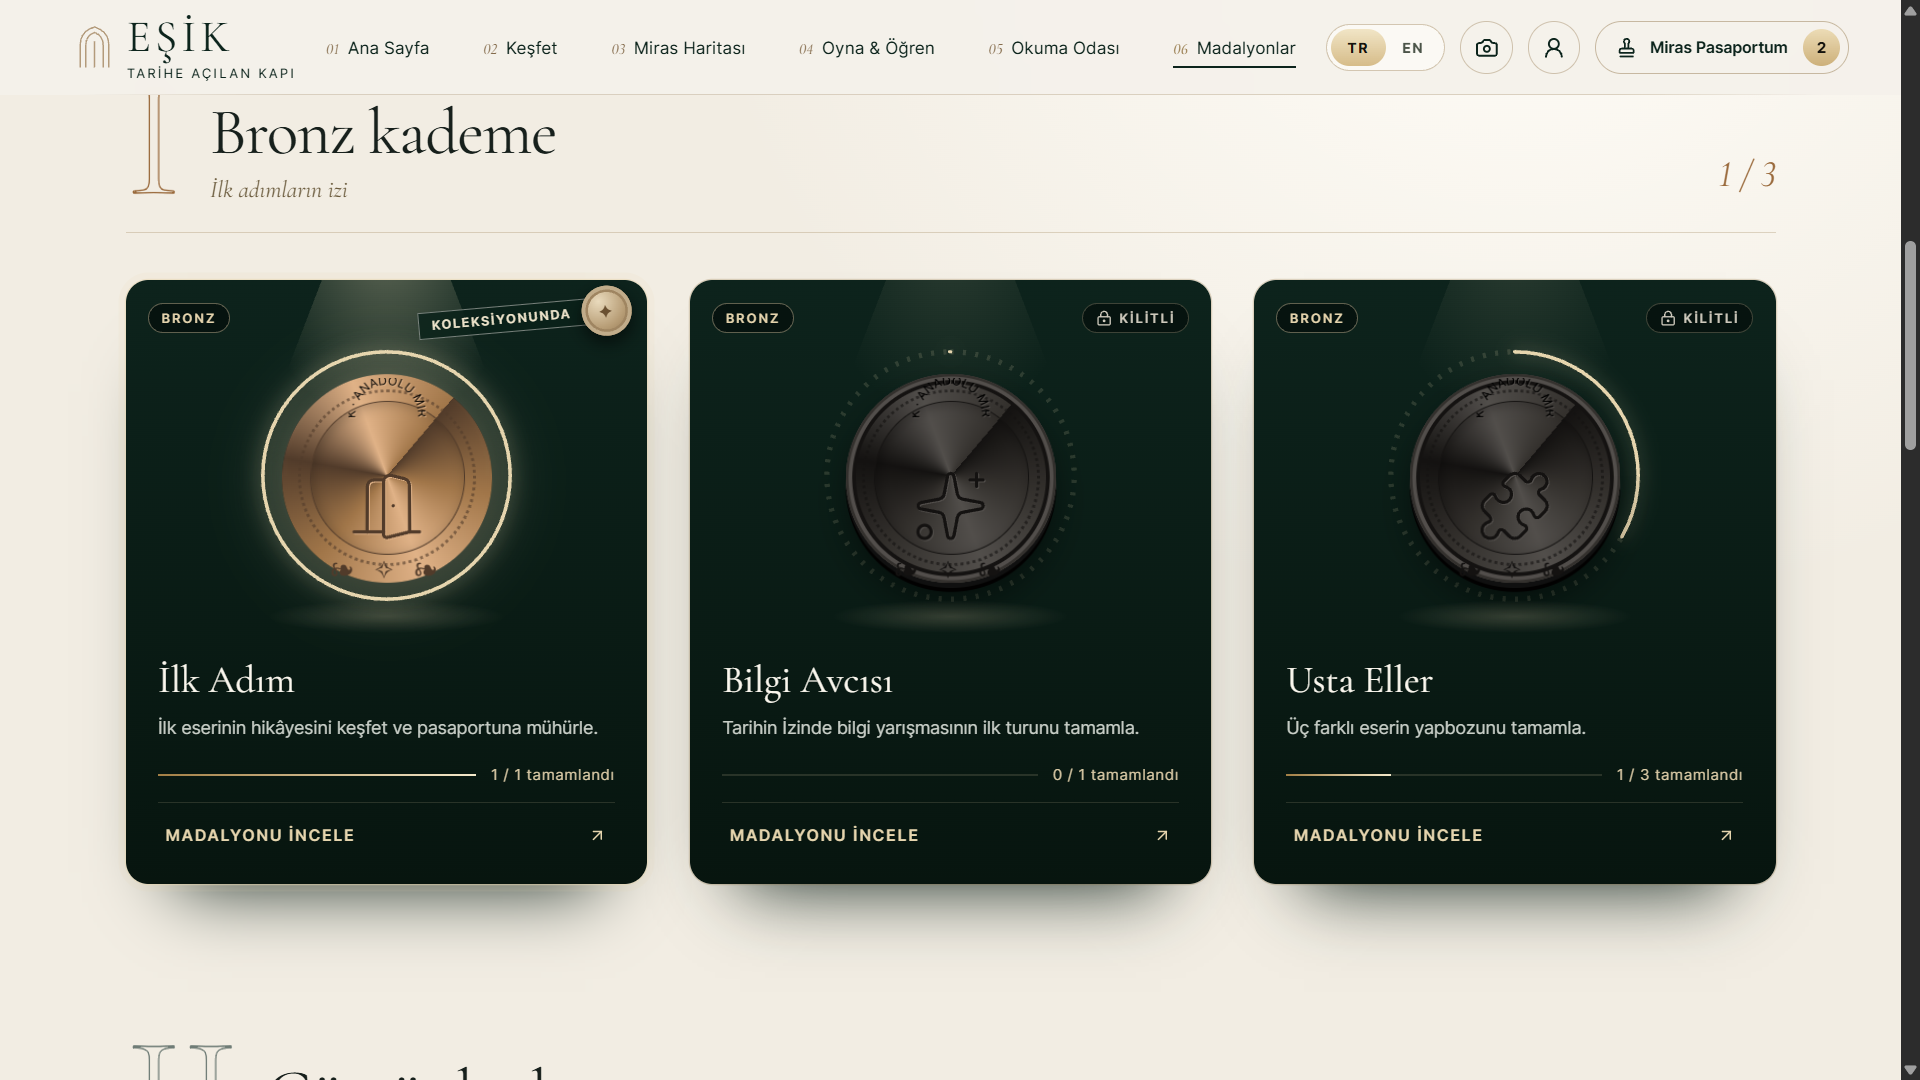 EŞİK
TARİHE AÇILAN KAPI
01 Ana Sayfa
02 Keşfet
03 Miras Haritası
04 Oyna & Öğren
05 Okuma Odası
06 Madalyonlar
TR EN
Miras Pasaportum 2
I
Bronz kademe
İlk adımların izi
1 / 3
BRONZ
KOLEKSİYONUNDA
ANADOLU
İlk Adım
İlk eserinin hikâyesini keşfet ve pasaportuna mühürle.
1 / 1 tamamlandı
MADALYONU İNCELE
BRONZ
KİLİTLİ
ANADOLU
Bilgi Avcısı
Tarihin İzinde bilgi yarışmasının ilk turunu tamamla.
0 / 1 tamamlandı
MADALYONU İNCELE
BRONZ
KİLİTLİ
ANADOLU
Usta Eller
Üç farklı eserin yapbozunu tamamla.
1 / 3 tamamlandı
MADALYONU İNCELE
II